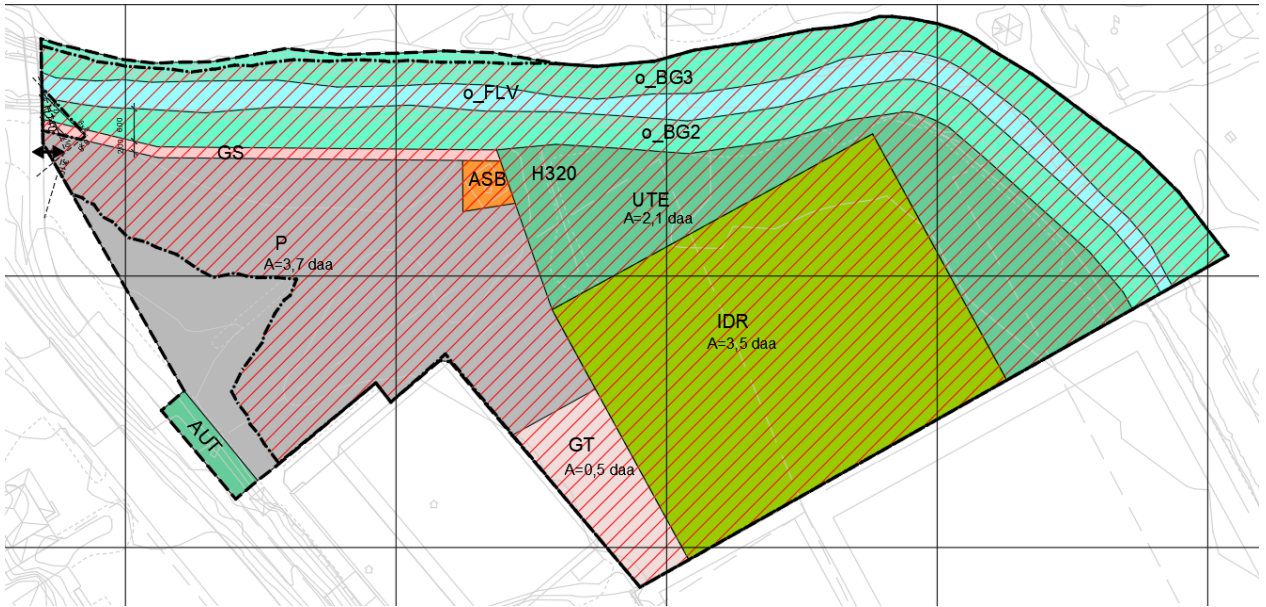 o_BG3
o_FLV
o_BG2
GS
ASB
H320
UTE
A=2,1 daa
P
A=3,7 daa
IDR
A=3,5 daa
AUT
GT
A=0,5 daa